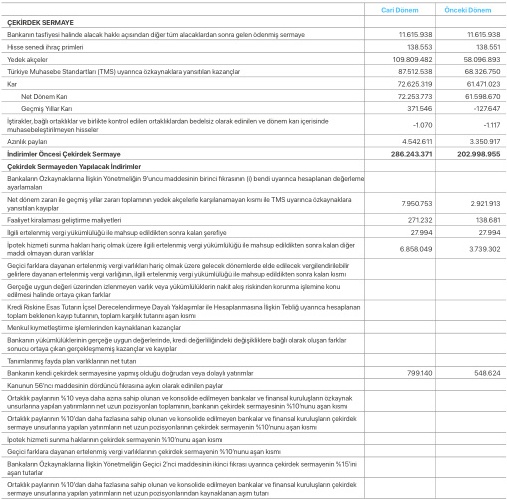 Cari Dönem Önceki Dönem
ÇEKİRDEK SERMAYE
Bankanın tasfiyesi halinde alacak hakkı açısından diğer tüm alacaklardan sonra gelen ödenmiş sermaye 11.615.938 11.615.938
Hisse senedi ihraç primleri 138.553 138.551
Yedek akçeler 109.809.482 58.096.893
Türkiye Muhasebe Standartları (TMS) uyarınca özkaynaklara yansıtılan kazançlar 87.512.538 68.326.750
Kar 72.625.319 61.471.023
Net Dönem Karı 72.253.773 61.598.670
Geçmiş Yıllar Karı 371.546 -127.647
İştirakler, bağlı ortaklıklar ve birlikte kontrol edilen ortaklıklardan bedelsiz olarak edinilen ve dönem karı içerisinde
muhasebeleştirilmeyen hisseler -1.070 -1.117
Azınlık payları 4.542.611 3.350.917
İndirimler Öncesi Çekirdek Sermaye 286.243.371 202.998.955
Çekirdek Sermayeden Yapılacak İndirimler
Bankaların Özkaynaklarına İlişkin Yönetmeliğin 9'uncu maddesinin birinci fıkrasının (i) bendi uyarınca hesaplanan değerleme
ayarlamaları
Net dönem zararı ile geçmiş yıllar zararı toplamının yedek akçelerle karşılanamayan kısmı ile TMS uyarınca özkaynaklara
yansıtılan kayıplar 7.950.753 2.921.913
Faaliyet kiralaması geliştirme maliyetleri 271.232 138.681
İlgili ertelenmiş vergi yükümlülüğü ile mahsup edildikten sonra kalan şerefiye 27.994 27.994
İpotek hizmeti sunma hakları hariç olmak üzere ilgili ertelenmiş vergi yükümlülüğü ile mahsup edildikten sonra kalan diğer
maddi olmayan duran varlıklar 6.858.049 3.739.302
Geçici farklara dayanan ertelenmiş vergi varlıkları hariç olmak üzere gelecek dönemlerde elde edilecek vergilendirilebilir
gelirlere dayanan ertelenmiş vergi varlığının, ilgili ertelenmiş vergi yükümlülüğü ile mahsup edildikten sonra kalan kısmı
Gerçeğe uygun değeri üzerinden izlenmeyen varlık veya yükümlülüklerin nakit akış riskinden korunma işlemine konu
edilmesi halinde ortaya çıkan farklar
Kredi Riskine Esas Tutarın İçsel Derecelendirmeye Dayalı Yaklaşımlar ile Hesaplanmasına İlişkin Tebliğ uyarınca hesaplanan
toplam beklenen kayıp tutarının, toplam karşılık tutarını aşan kısmı
Menkul kıymetleştirme işlemlerinden kaynaklanan kazançlar
Bankanın yükümlülüklerinin gerçeğe uygun değerlerinde, kredi değerliliğindeki değişikliklere bağlı olarak oluşan farklar
sonucu ortaya çıkan gerçekleşmemiş kazançlar ve kayıplar
Tanımlanmış fayda plan varlıklarının net tutarı
Bankanın kendi çekirdek sermayesine yapmış olduğu doğrudan veya dolaylı yatırımlar 799.140 548.624
Kanunun 56'ncı maddesinin dördüncü fıkrasına aykırı olarak edinilen paylar
Ortaklık paylarının %10 veya daha azına sahip olunan ve konsolide edilmeyen bankalar ve finansal kuruluşların özkaynak
unsurlarına yapılan yatırımların net uzun pozisyonları toplamının, bankanın çekirdek sermayesinin %10'nunu aşan kısmı
Ortaklık paylarının %10'dan daha fazlasına sahip olunan ve konsolide edilmeyen bankalar ve finansal kuruluşların çekirdek
sermaye unsurlarına yapılan yatırımların net uzun pozisyonlarının çekirdek sermayenin %10'nunu aşan kısmı
İpotek hizmeti sunma haklarının çekirdek sermayenin %10'nunu aşan kısmı
Geçici farklara dayanan ertelenmiş vergi varlıklarının çekirdek sermayenin %10'nunu aşan kısmı
Bankaların Özkaynaklarına İlişkin Yönetmeliğin Geçici 2'nci maddesinin ikinci fıkrası uyarınca çekirdek sermayenin %15'ini
aşan tutarlar
Ortaklık paylarının %10'dan daha fazlasına sahip olunan ve konsolide edilmeyen bankalar ve finansal kuruluşların çekirdek
sermaye unsurlarına yapılan yatırımların net uzun pozisyonlarından kaynaklanan aşım tutarı